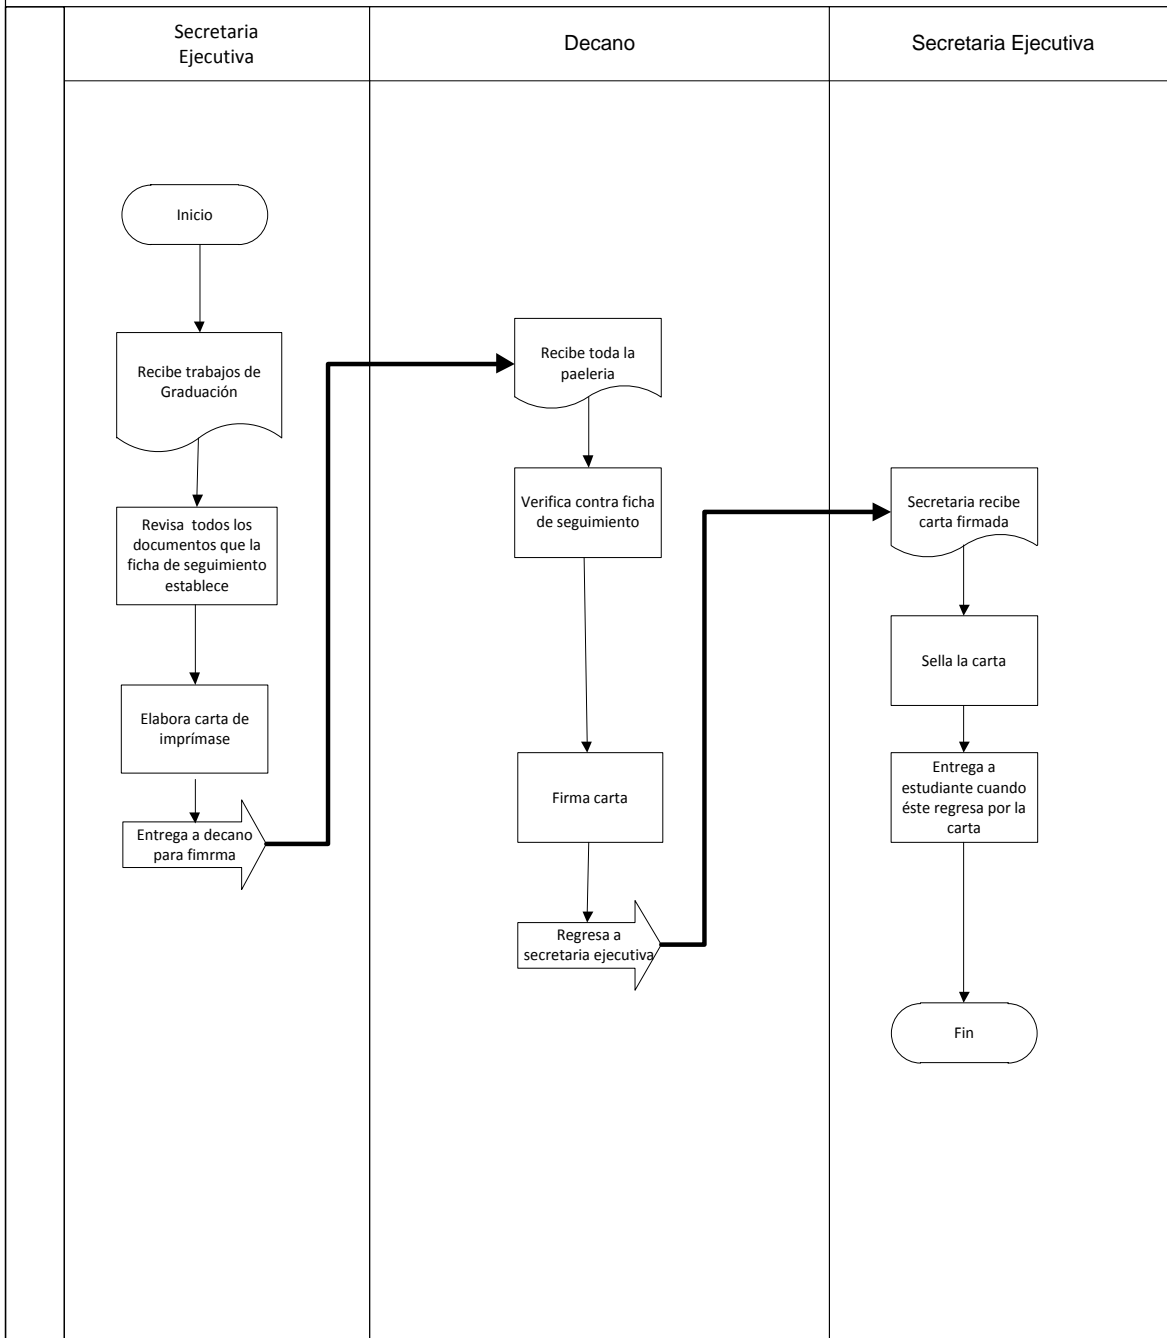 Secretaria
Ejecutiva
Decano
Secretaria Ejecutiva
Inicio
Recibe trabajos de
Graduación
Revisa todos los
documentos que la
ficha de seguimiento
establece
Elabora carta de
imprímase
Entrega a decano
para fimrma
Recibe toda la
paeleria
Verifica contra ficha
de seguimiento
Firma carta
Regresa a
secretaria ejecutiva
Secretaria recibe
carta firmada
Sella la carta
Entrega a
estudiante cuando
éste regresa por la
carta
Fin